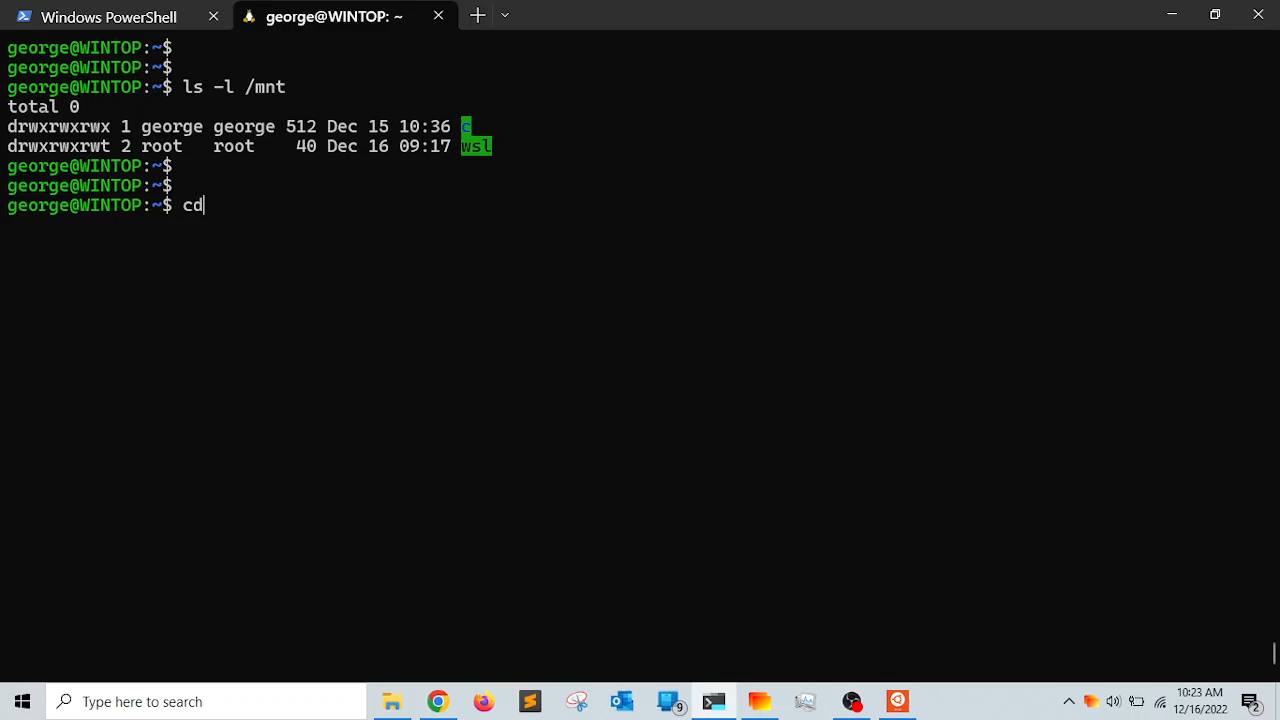 Windows PowerShell
george@WINTOP: ~
george@WINTOP:~$
george@WINTOP:~$
george@WINTOP:~$ ls -l /mnt
total 0
drwxrwxrwx 1 george george 512 Dec 15 10:36 c
drwxrwxrwt 2 root   root    40 Dec 16 09:17 wsl
george@WINTOP:~$
george@WINTOP:~$
george@WINTOP:~$ cd
Type here to search
9
10:23 AM
12/16/2022
2